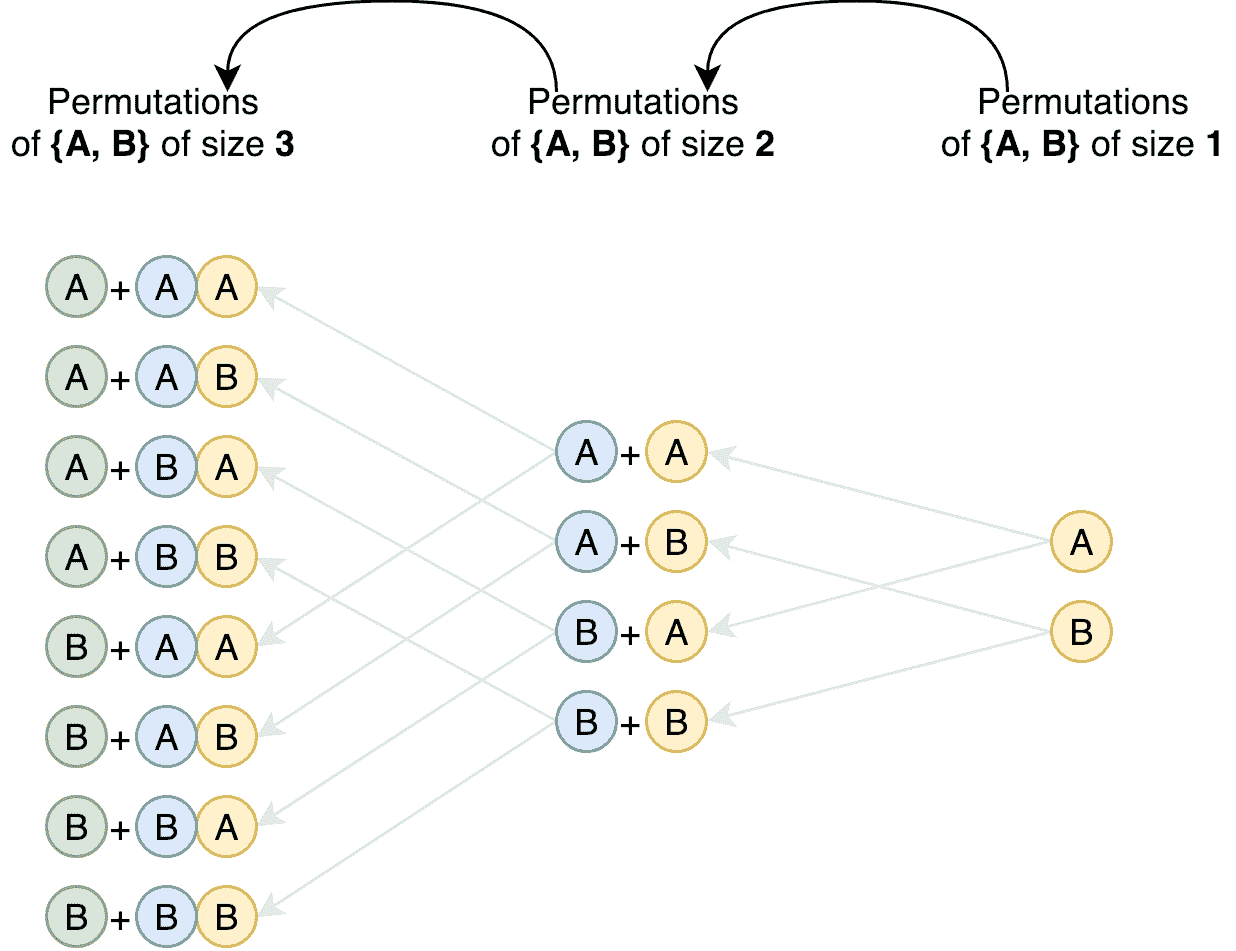 Permutations
of {A, B} of size 3
Permutations
of {A, B} of size 2
Permutations
of {A, B} of size 1
A + A A
A + A B
A + B A
A + B B
B + A A
B + A B
B + B A
B + B B
A + A
A + B
B + A
B + B
A
B